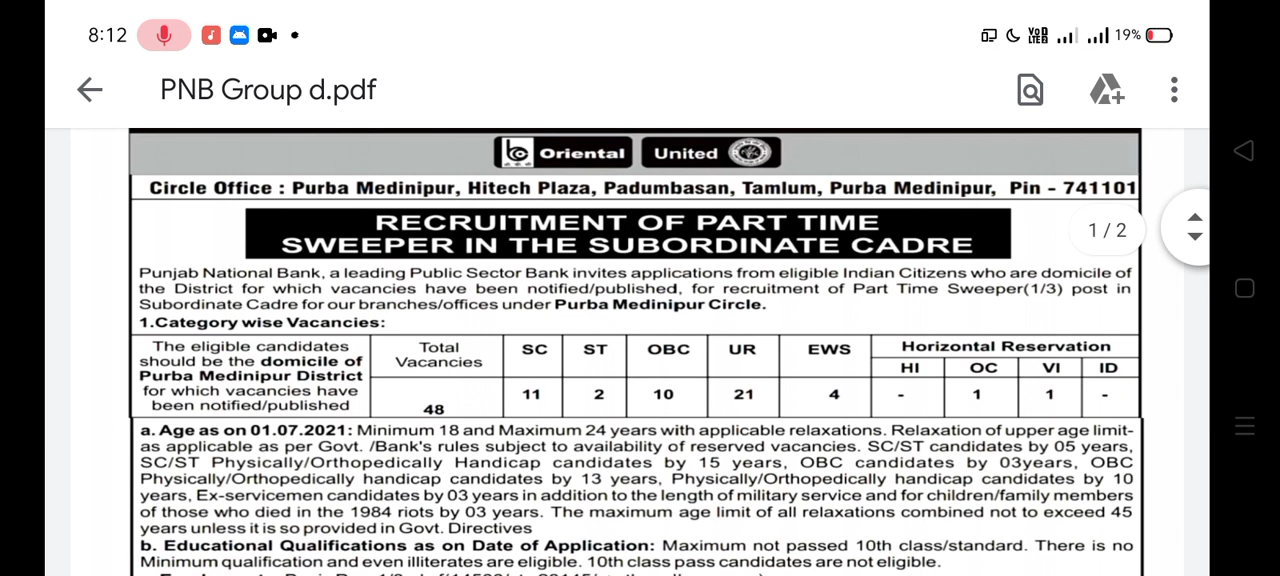 8:12
VoD LTE 19%
PNB Group d.pdf
Oriental United
Circle Office : Purba Medinipur, Hitech Plaza, Padumbasan, Tamlum, Purba Medinipur, Pin - 741101
RECRUITMENT OF PART TIME
SWEEPER IN THE SUBORDINATE CADRE
1 / 2
Punjab National Bank, a leading Public Sector Bank invites applications from eligible Indian Citizens who are domicile of
the District for which vacancies have been notified/published, for recruitment of Part Time Sweeper(1/3) post in
Subordinate Cadre for our branches/offices under Purba Medinipur Circle.
1.Category wise Vacancies:
The eligible candidates
should be the domicile of
Purba Medinipur District
for which vacancies have
been notified/published
Total
Vacancies
SC ST OBC UR EWS Horizontal Reservation
HI OC VI ID
48 11 2 10 21 4 - 1 1 -
a. Age as on 01.07.2021: Minimum 18 and Maximum 24 years with applicable relaxations. Relaxation of upper age limit-
as applicable as per Govt. /Bank's rules subject to availability of reserved vacancies. SC/ST candidates by 05 years,
SC/ST Physically/Orthopedically Handicap candidates by 15 years, OBC candidates by 03years, OBC
Physically/Orthopedically handicap candidates by 13 years, Physically/Orthopedically handicap candidates by 10
years, Ex-servicemen candidates by 03 years in addition to the length of military service and for children/family members
of those who died in the 1984 riots by 03 years. The maximum age limit of all relaxations combined not to exceed 45
years unless it is so provided in Govt. Directives
b. Educational Qualifications as on Date of Application: Maximum not passed 10th class/standard. There is no
Minimum qualification and even illiterates are eligible. 10th class pass candidates are not eligible.